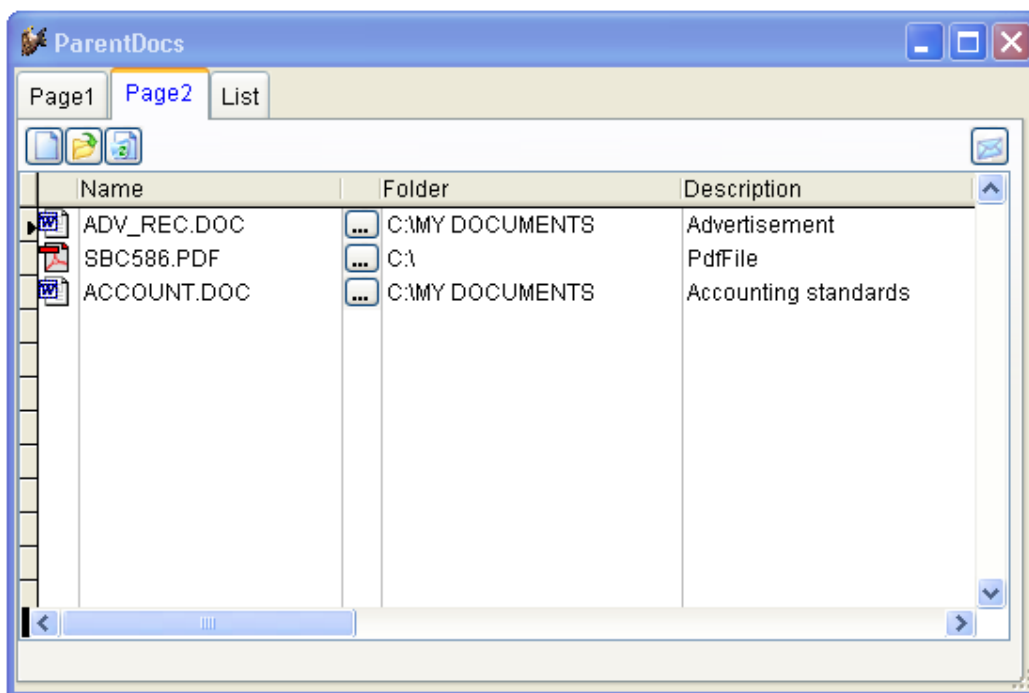 ParentDocs
Page1 Page2 List
Name Folder Description
ADV_REC.DOC ... C:\MY DOCUMENTS Advertisement
SBC586.PDF ... C:\ PdfFile
ACCOUNT.DOC ... C:\MY DOCUMENTS Accounting standards